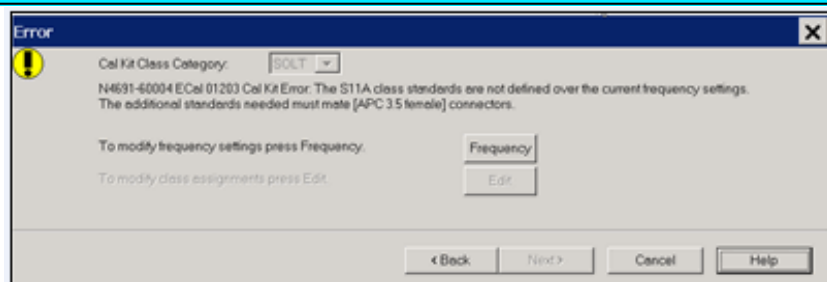 Error
Cal Kit Class Category: SOLT
N4691-60004 ECal 01203 Cal Kit Error: The S11A class standards are not defined over the current frequency settings.
The additional standards needed must mate [APC 3.5 female] connectors.
To modify frequency settings press Frequency. Frequency
To modify class assignments press Edit. Edit
< Back Next > Cancel Help